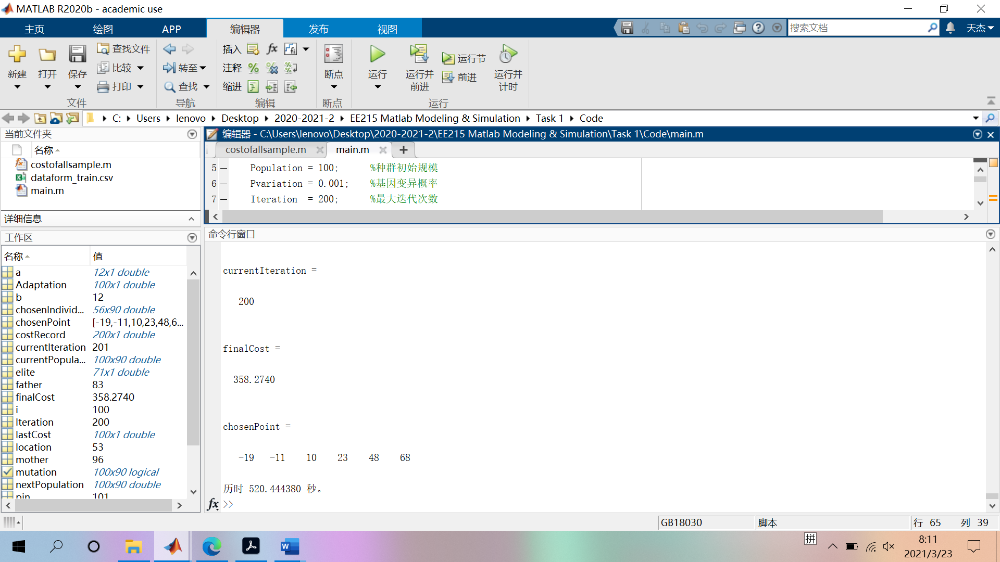 MATLAB R2020b - academic use
主页 绘图 APP 编辑器 发布 视图
搜索文档
天杰
新建 打开 保存 查找文件 比较 打印
文件
转至 查找
导航
插入 fx fi
注释
缩进
编辑
断点
断点
运行 运行并前进 运行节 前进 运行并计时
运行
C: Users lenovo Desktop 2020-2021-2 EE215 Matlab Modeling & Simulation Task 1 Code
当前文件夹
名称
costofallsample.m
dataform_train.csv
main.m
详细信息
工作区
名称 值
a 12x1 double
Adaptation 100x1 double
b 12
chosenIndivid... 56x90 double
chosenPoint [-19,-11,10,23,48,6...
costRecord 200x1 double
currentIteration 201
currentPopula... 100x90 double
elite 71x1 double
father 83
finalCost 358.2740
i 100
Iteration 200
lastCost 100x1 double
location 53
mother 96
mutation 100x90 logical
nextPopulation 100x90 double
pin 101
编辑器 - C:\Users\lenovo\Desktop\2020-2021-2\EE215 Matlab Modeling & Simulation\Task 1\Code\main.m
costofallsample.m main.m
5 Population = 100; %种群初始规模
6 Pvariation = 0.001; %基因变异概率
7 Iteration = 200; %最大迭代次数
命令行窗口
currentIteration =
200
finalCost =
358.2740
chosenPoint =
-19 -11 10 23 48 68
历时 520.444380 秒。
fx >>
GB18030 脚本 行 65 列 39
拼
8:11
2021/3/23